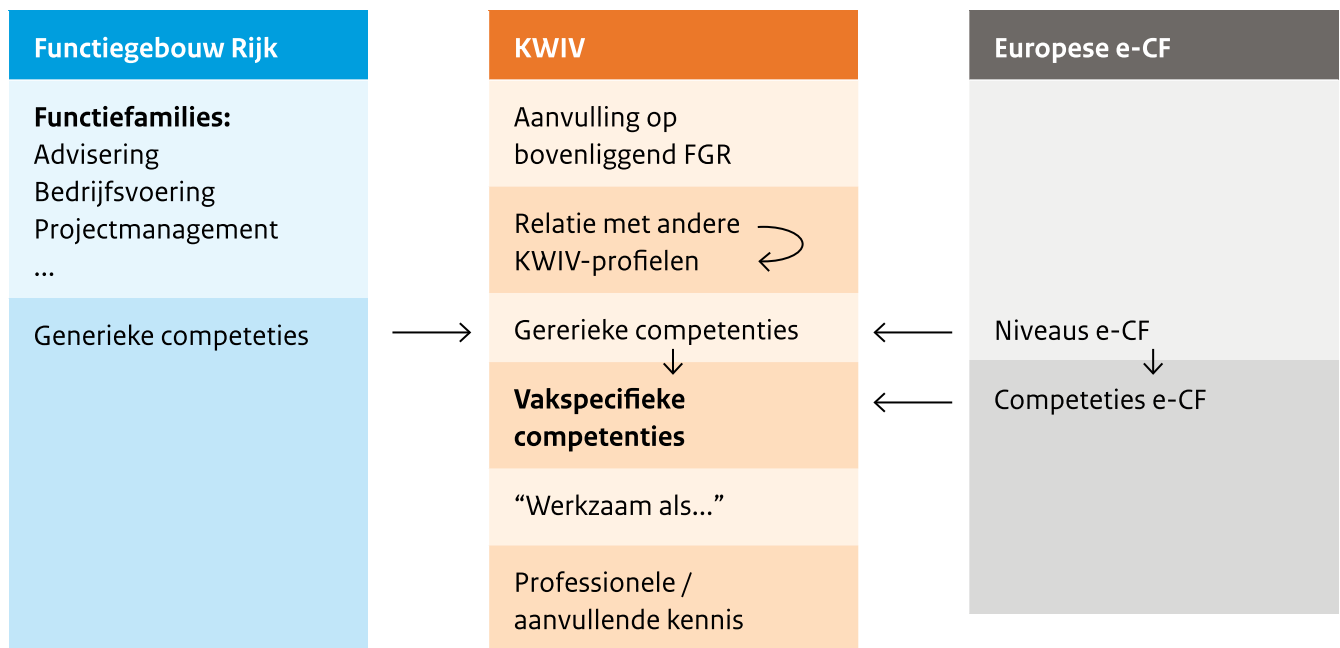 Functiegebouw Rijk
Functiefamilies:
Advisering
Bedrijfsvoering
Projectmanagement
...
Generieke competeties
KWIV
Aanvulling op
bovenliggend FGR
Relatie met andere
KWIV-profielen
Gererieke competenties
Vakspecifieke
competenties
“Werkzaam als...”
Professionele /
aanvullende kennis
Europese e-CF
Niveaus e-CF
Competeties e-CF